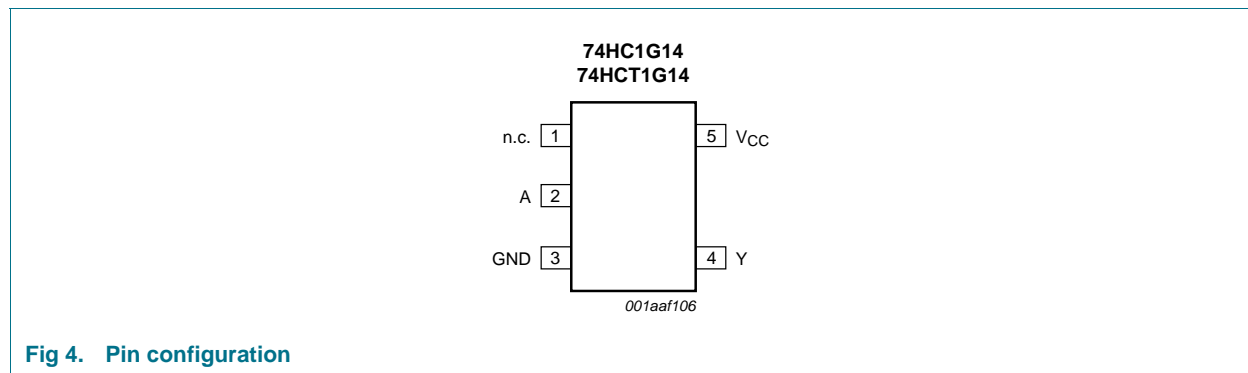 74HC1G14
74HCT1G14
n.c. 1
5 VCC
A 2
GND 3
4 Y
001aaf106
Fig 4. Pin configuration